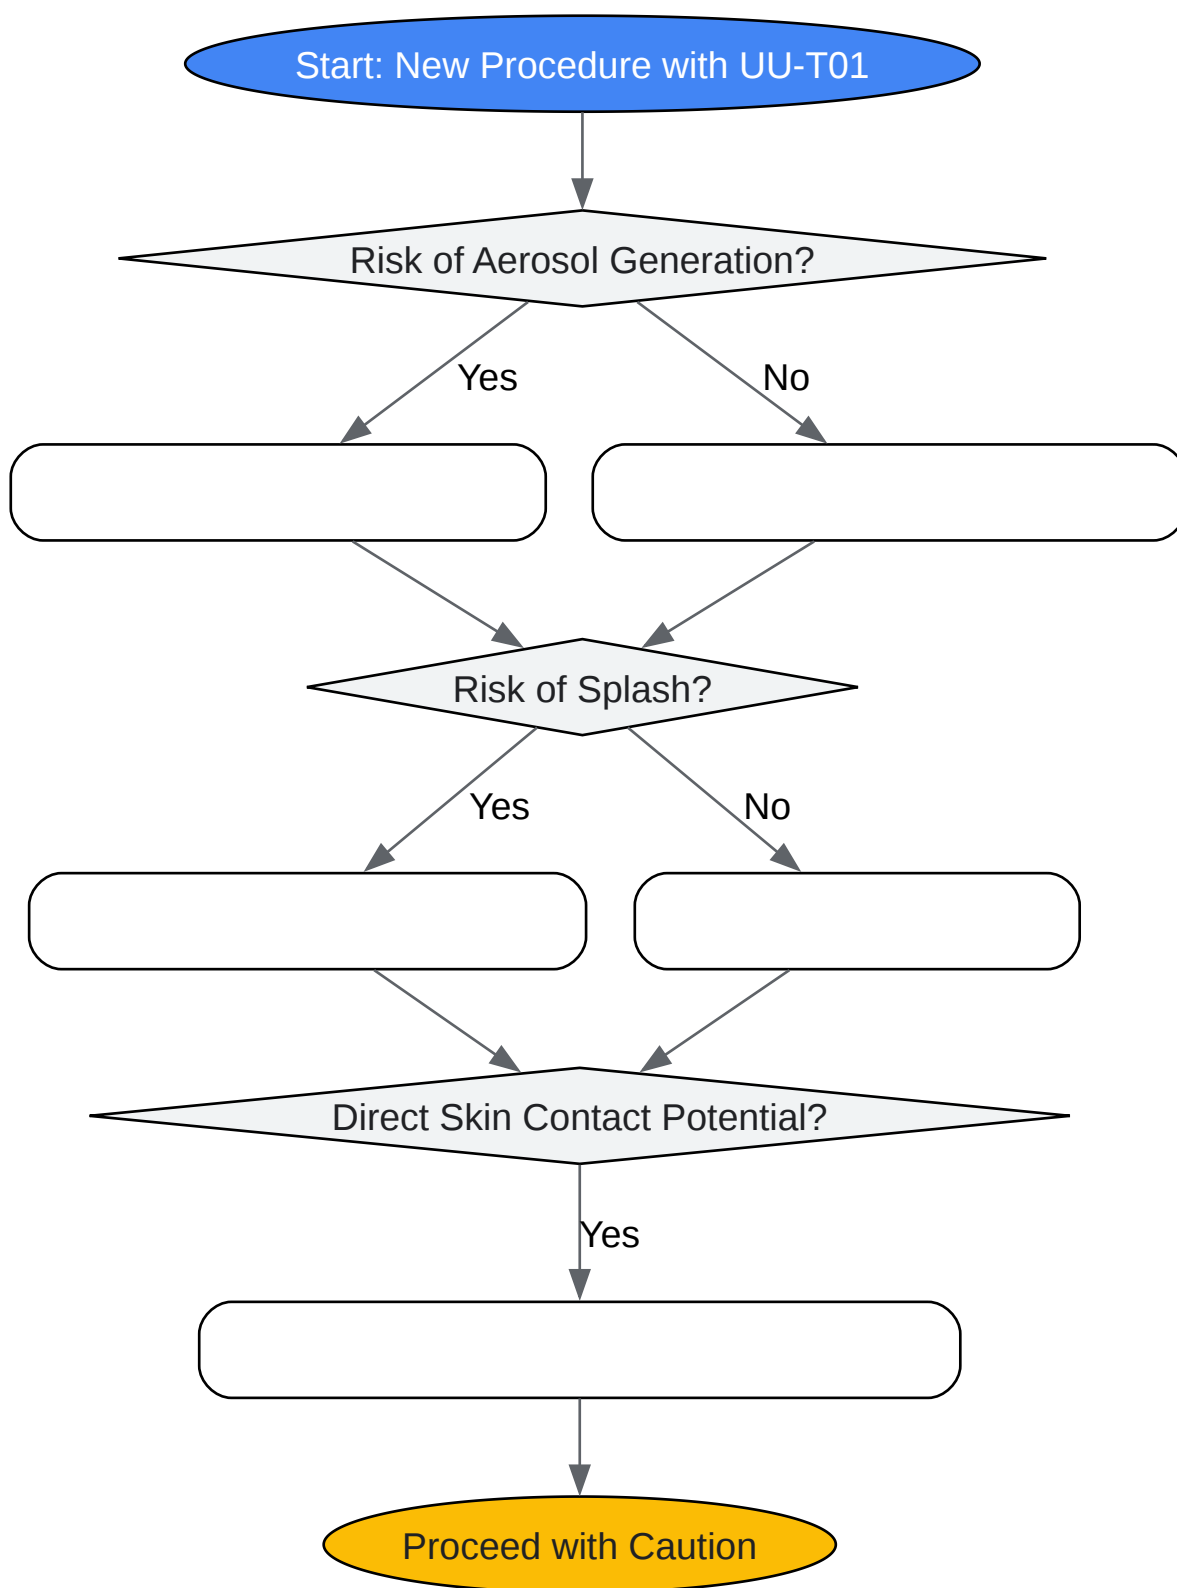 Start: New Procedure with UU-T01
Risk of Aerosol Generation?
Yes
No
Risk of Splash?
Yes
No
Direct Skin Contact Potential?
Yes
Proceed with Caution